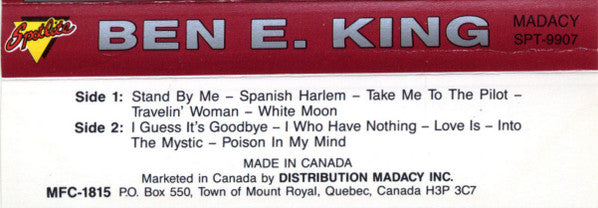 Spotlite
BEN E. KING
MADACY
SPT-9907
Side 1: Stand By Me – Spanish Harlem – Take Me To The Pilot –
Travelin' Woman – White Moon
Side 2: I Guess It's Goodbye – I Who Have Nothing – Love Is – Into
The Mystic – Poison In My Mind
MADE IN CANADA
Marketed in Canada by DISTRIBUTION MADACY INC.
MFC-1815 P.O. Box 550, Town of Mount Royal, Quebec, Canada H3P 3C7